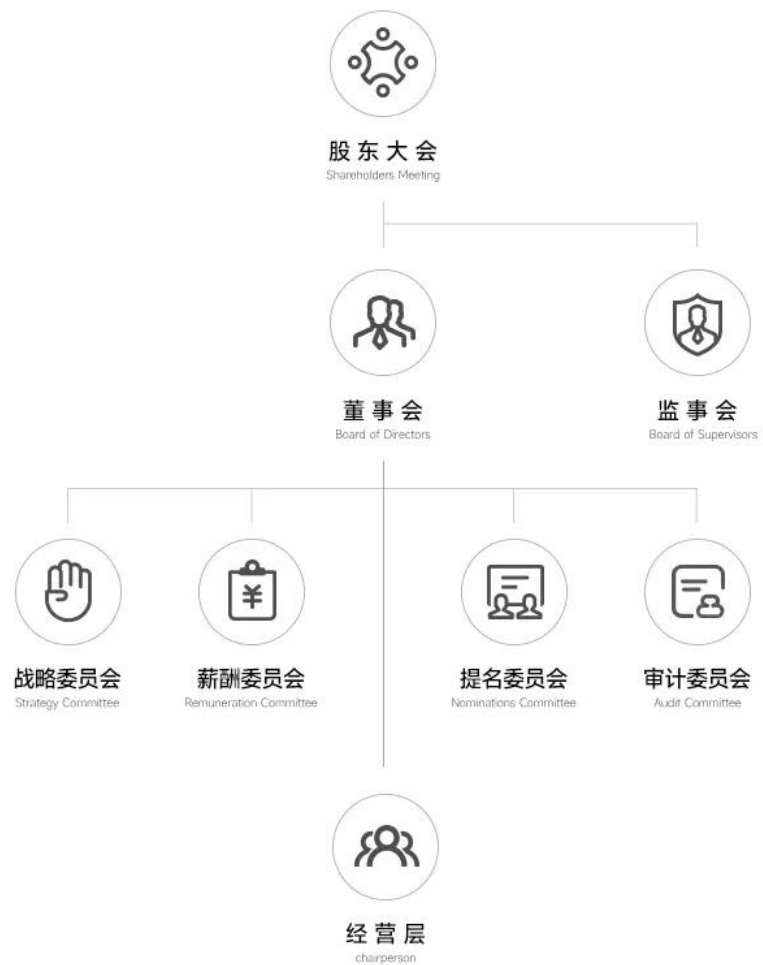 股东大会
Shareholders Meeting
董事会
Board of Directors
监事会
Board of Supervisors
战略委员会
Strategy Committee
薪酬委员会
Remuneration Committee
提名委员会
Nominations Committee
审计委员会
Audit Committee
经营层
chairperson